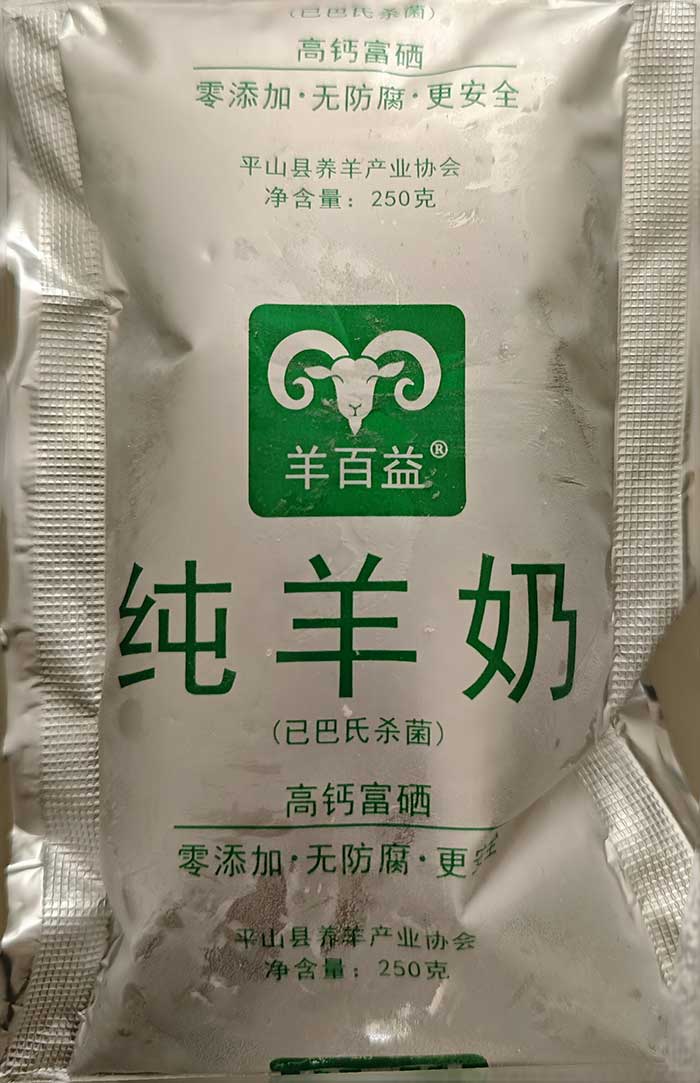 (已巴氏杀菌)
高钙富硒
零添加·无防腐·更安全
平山县养羊产业协会
净含量：250克
羊百益®
纯羊奶
(已巴氏杀菌)
高钙富硒
零添加·无防腐·更安全
平山县养羊产业协会
净含量：250克